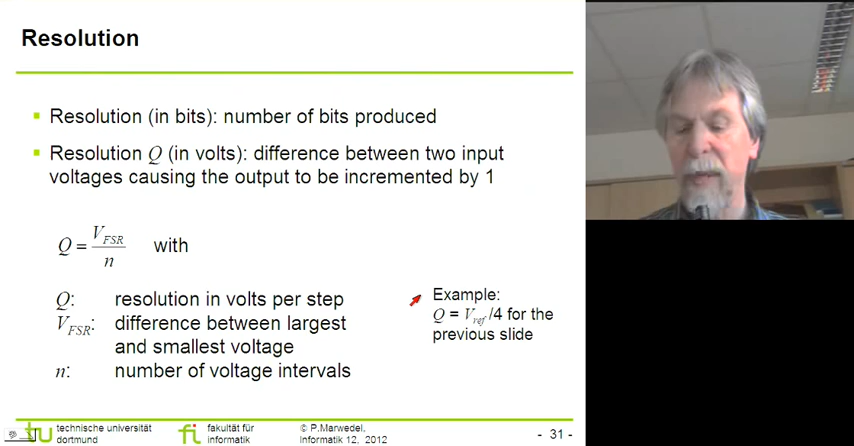 Resolution
Resolution (in bits): number of bits produced
Resolution Q (in volts): difference between two input
voltages causing the output to be incremented by 1
Q = V_FSR / n with
Q: resolution in volts per step
V_FSR: difference between largest
and smallest voltage
n: number of voltage intervals
Example:
Q = V_ref /4 for the
previous slide
tu technische universität
dortmund
fi fakultät für
informatik
© P.Marwedel,
Informatik 12, 2012
- 31 -